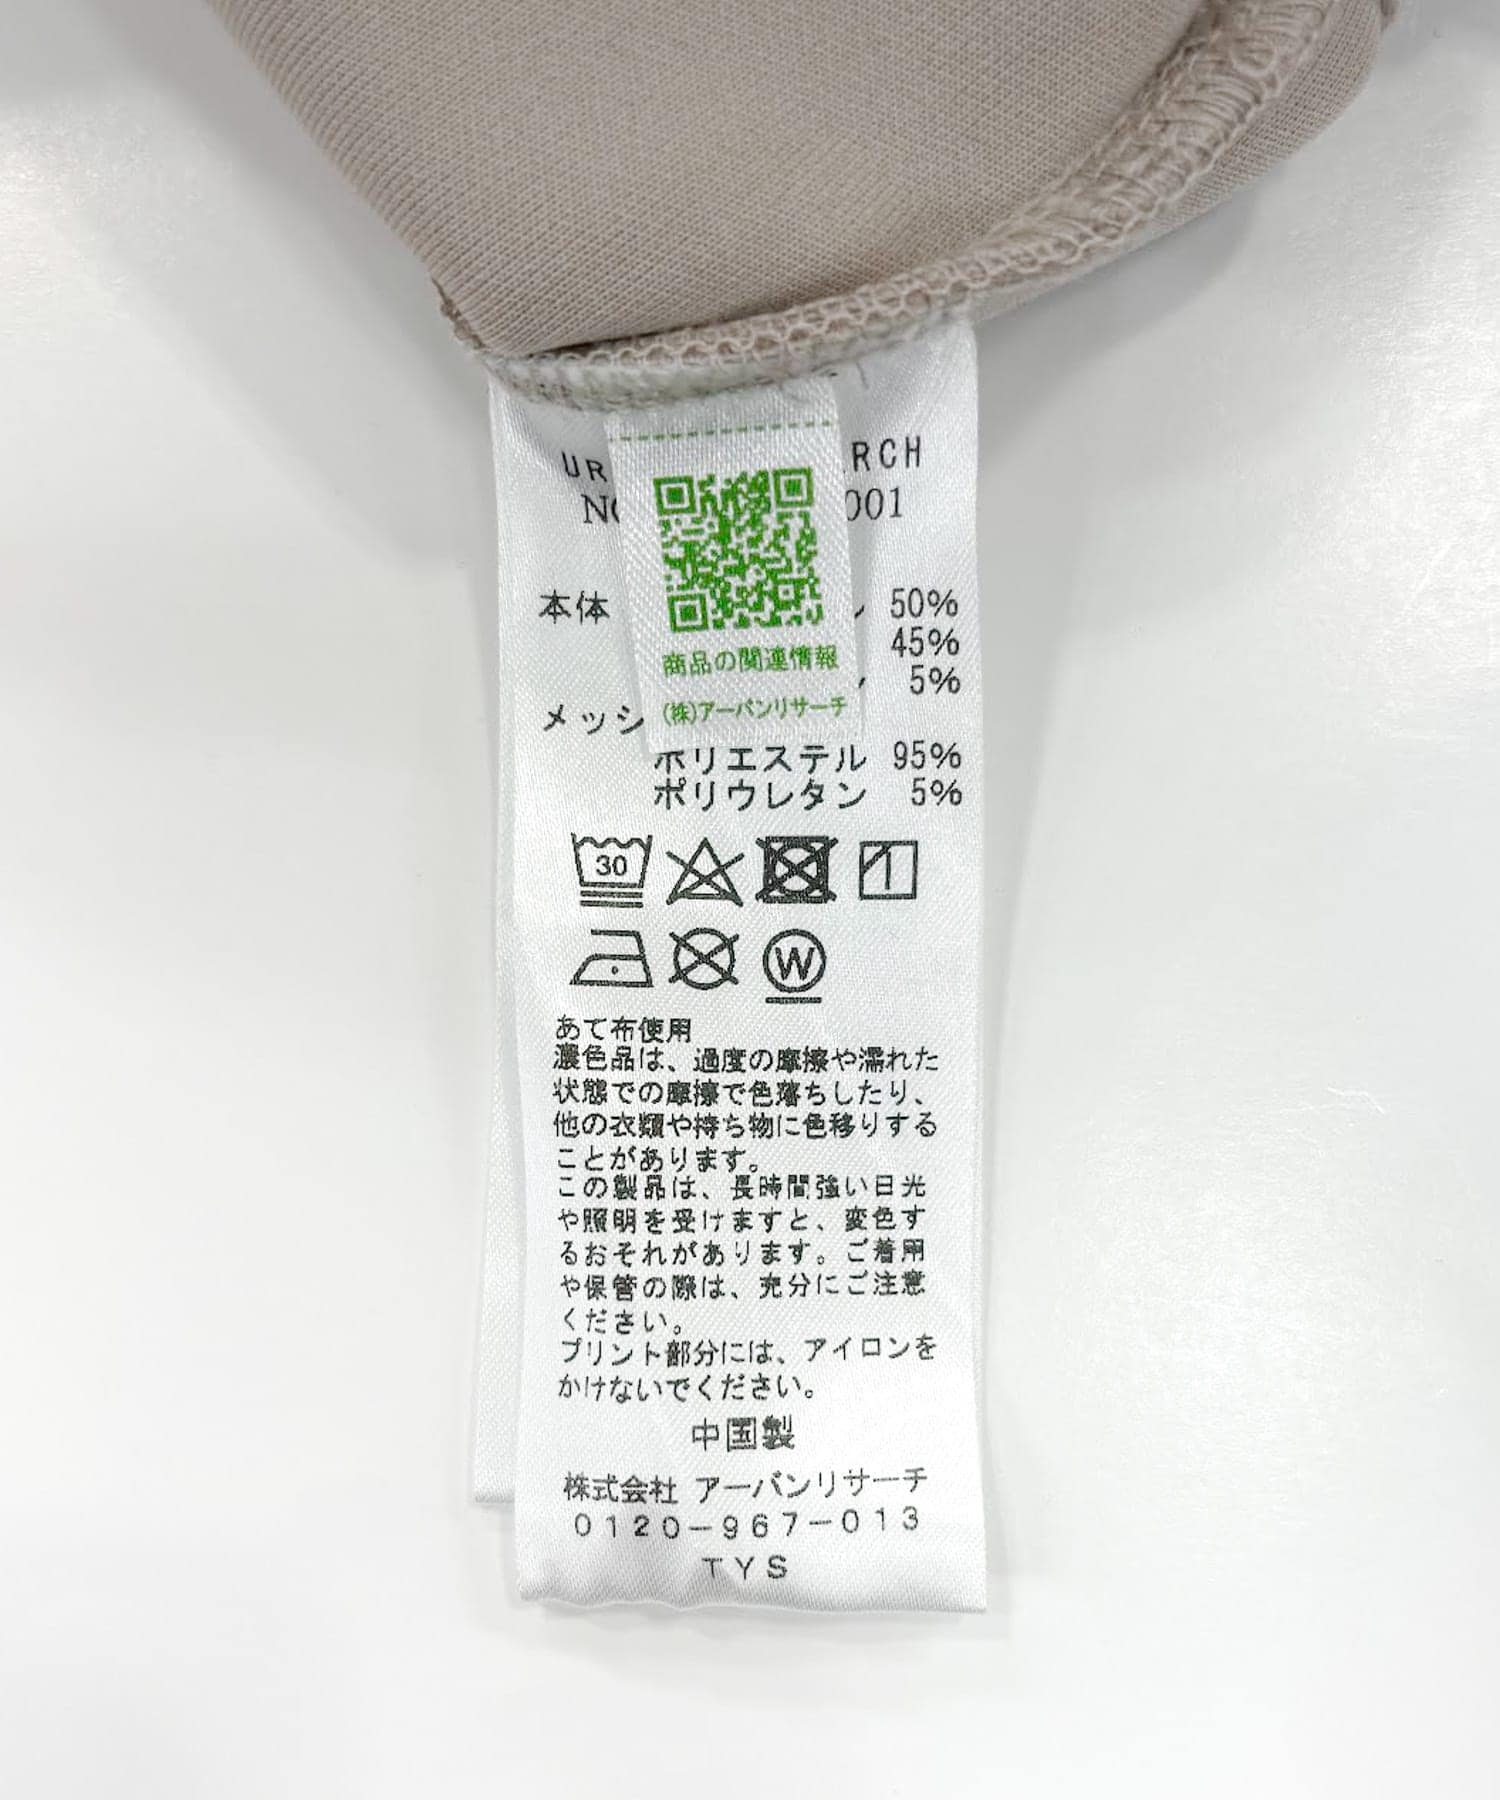 RCH
001
本体 50%
45%
5%
商品の関連情報
(株)アーバンリサーチ
メッシ
ポリエステル 95%
ポリウレタン 5%
30
W
あて布使用
濃色品は、過度の摩擦や濡れた
状態での摩擦で色落ちしたり、
他の衣類や持ち物に色移りする
ことがあります。
この製品は、長時間強い日光
や照明を受けますと、変色す
るおそれがあります。ご着用
や保管の際は、充分にご注意
ください。
プリント部分には、アイロンを
かけないでください。
中国製
株式会社 アーバンリサーチ
0120-967-013
TYS